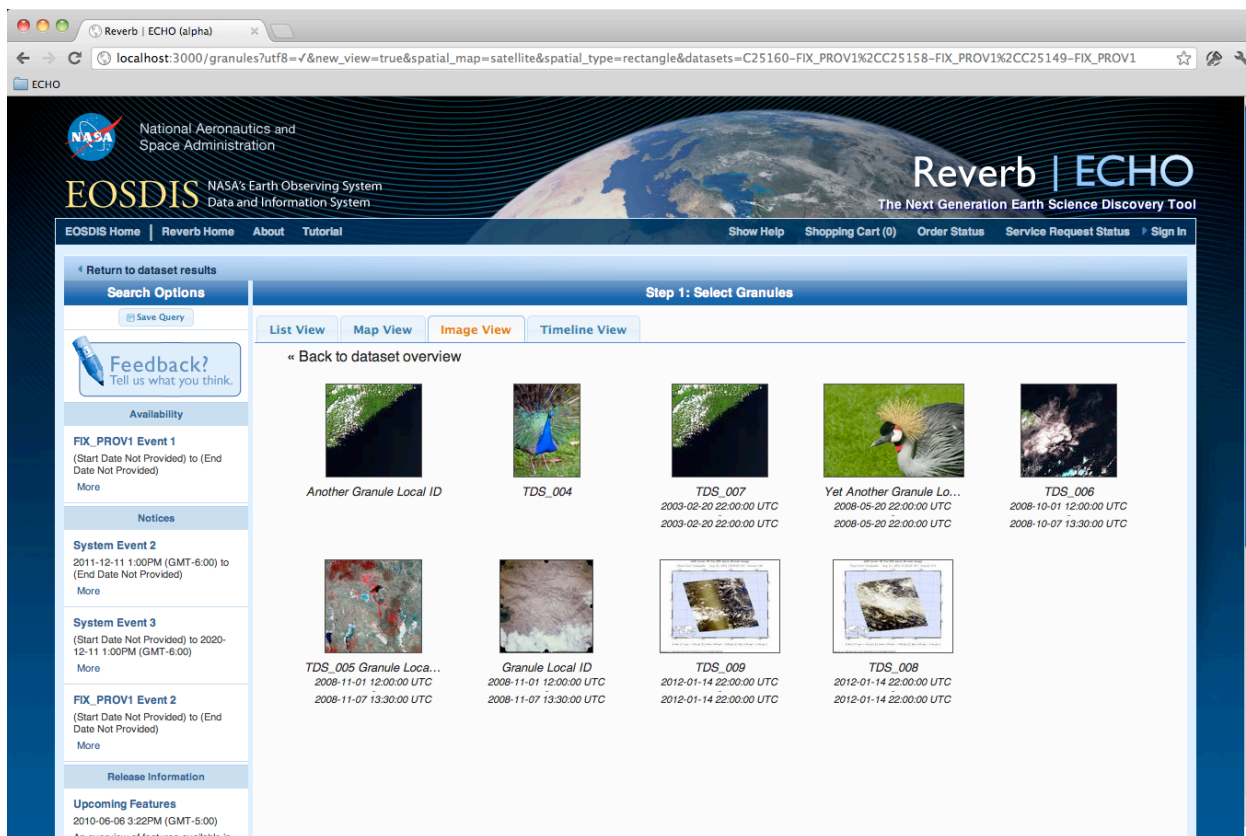 Reverb | ECHO (alpha)
localhost:3000/granules?utf8=✓&new_view=true&spatial_map=satellite&spatial_type=rectangle&datasets=C25160-FIX_PROV1%2CC25158-FIX_PROV1%2CC25149-FIX_PROV1
ECHO
NASA
National Aeronautics and
Space Administration
EOSDIS
NASA's Earth Observing System
Data and Information System
Reverb | ECHO
The Next Generation Earth Science Discovery Tool
EOSDIS Home | Reverb Home About Tutorial Show Help Shopping Cart (0) Order Status Service Request Status Sign In
Return to dataset results
Search Options
Step 1: Select Granules
Save Query
Feedback?
Tell us what you think.
Availability
FIX_PROV1 Event 1
(Start Date Not Provided) to (End
Date Not Provided)
More
Notices
System Event 2
2011-12-11 1:00PM (GMT-6:00) to
(End Date Not Provided)
More
System Event 3
(Start Date Not Provided) to 2020-
12-11 1:00PM (GMT-6:00)
More
FIX_PROV1 Event 2
(Start Date Not Provided) to (End
Date Not Provided)
More
Release Information
Upcoming Features
2010-06-06 3:22PM (GMT-5:00)
List View Map View Image View Timeline View
« Back to dataset overview
Another Granule Local ID
TDS_004
TDS_007
2003-02-20 22:00:00 UTC
-
2003-02-20 22:00:00 UTC
Yet Another Granule Lo...
2008-05-20 22:00:00 UTC
-
2008-05-20 22:00:00 UTC
TDS_006
2008-10-01 12:00:00 UTC
-
2008-10-07 13:30:00 UTC
TDS_005 Granule Loca...
2008-11-01 12:00:00 UTC
-
2008-11-07 13:30:00 UTC
Granule Local ID
2008-11-01 12:00:00 UTC
-
2008-11-07 13:30:00 UTC
TDS_009
2012-01-14 22:00:00 UTC
-
2012-01-14 22:00:00 UTC
TDS_008
2012-01-14 22:00:00 UTC
-
2012-01-14 22:00:00 UTC